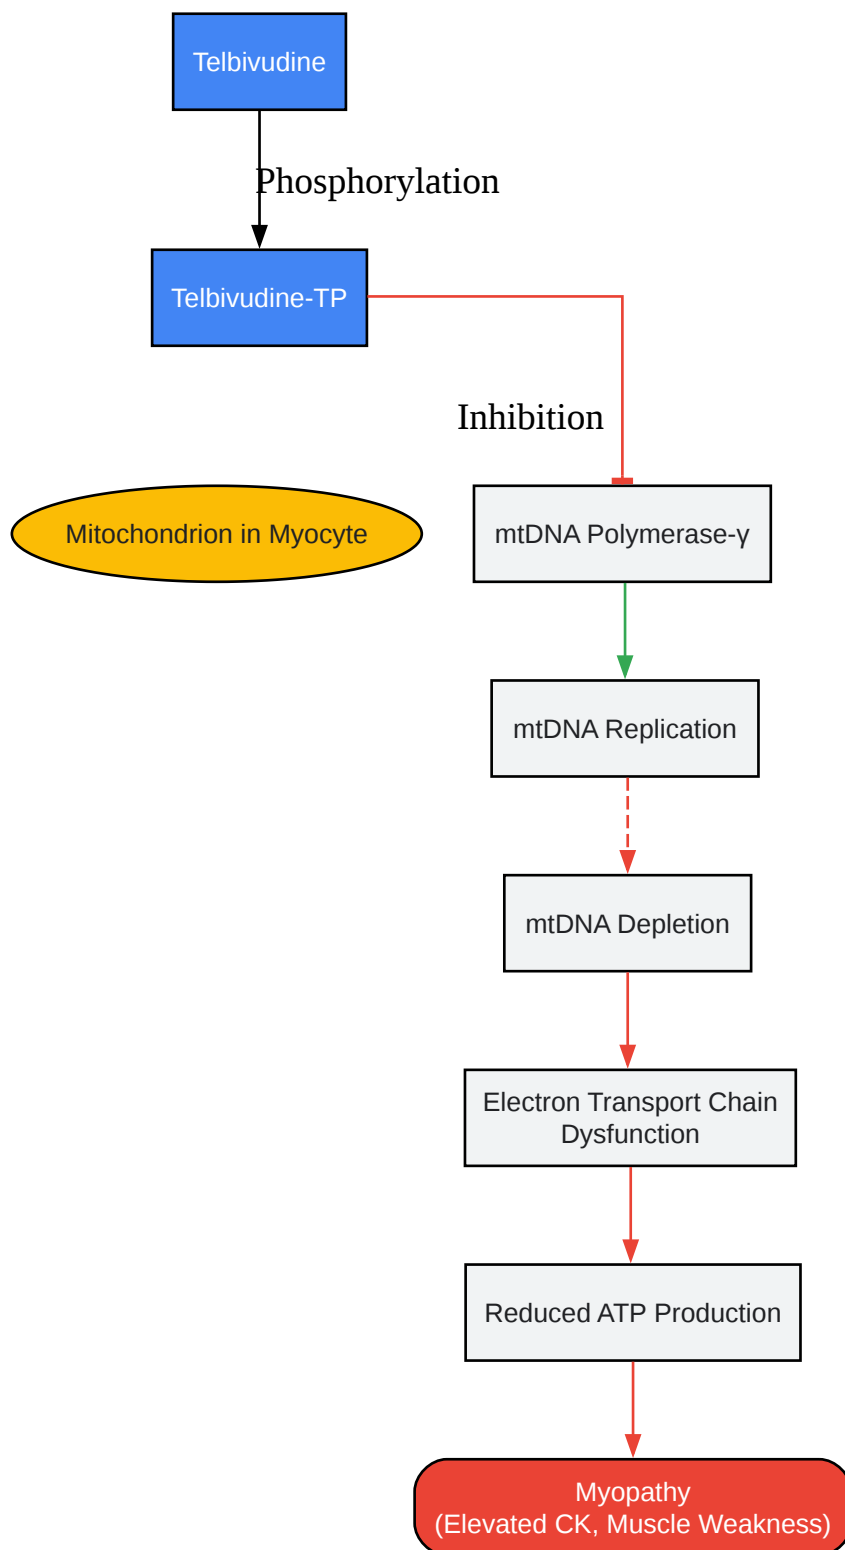 Telbivudine
Phosphorylation
Telbivudine-TP
Inhibition
Mitochondrion in Myocyte
mtDNA Polymerase-γ
mtDNA Replication
mtDNA Depletion
Electron Transport Chain
Dysfunction
Reduced ATP Production
Myopathy
(Elevated CK, Muscle Weakness)